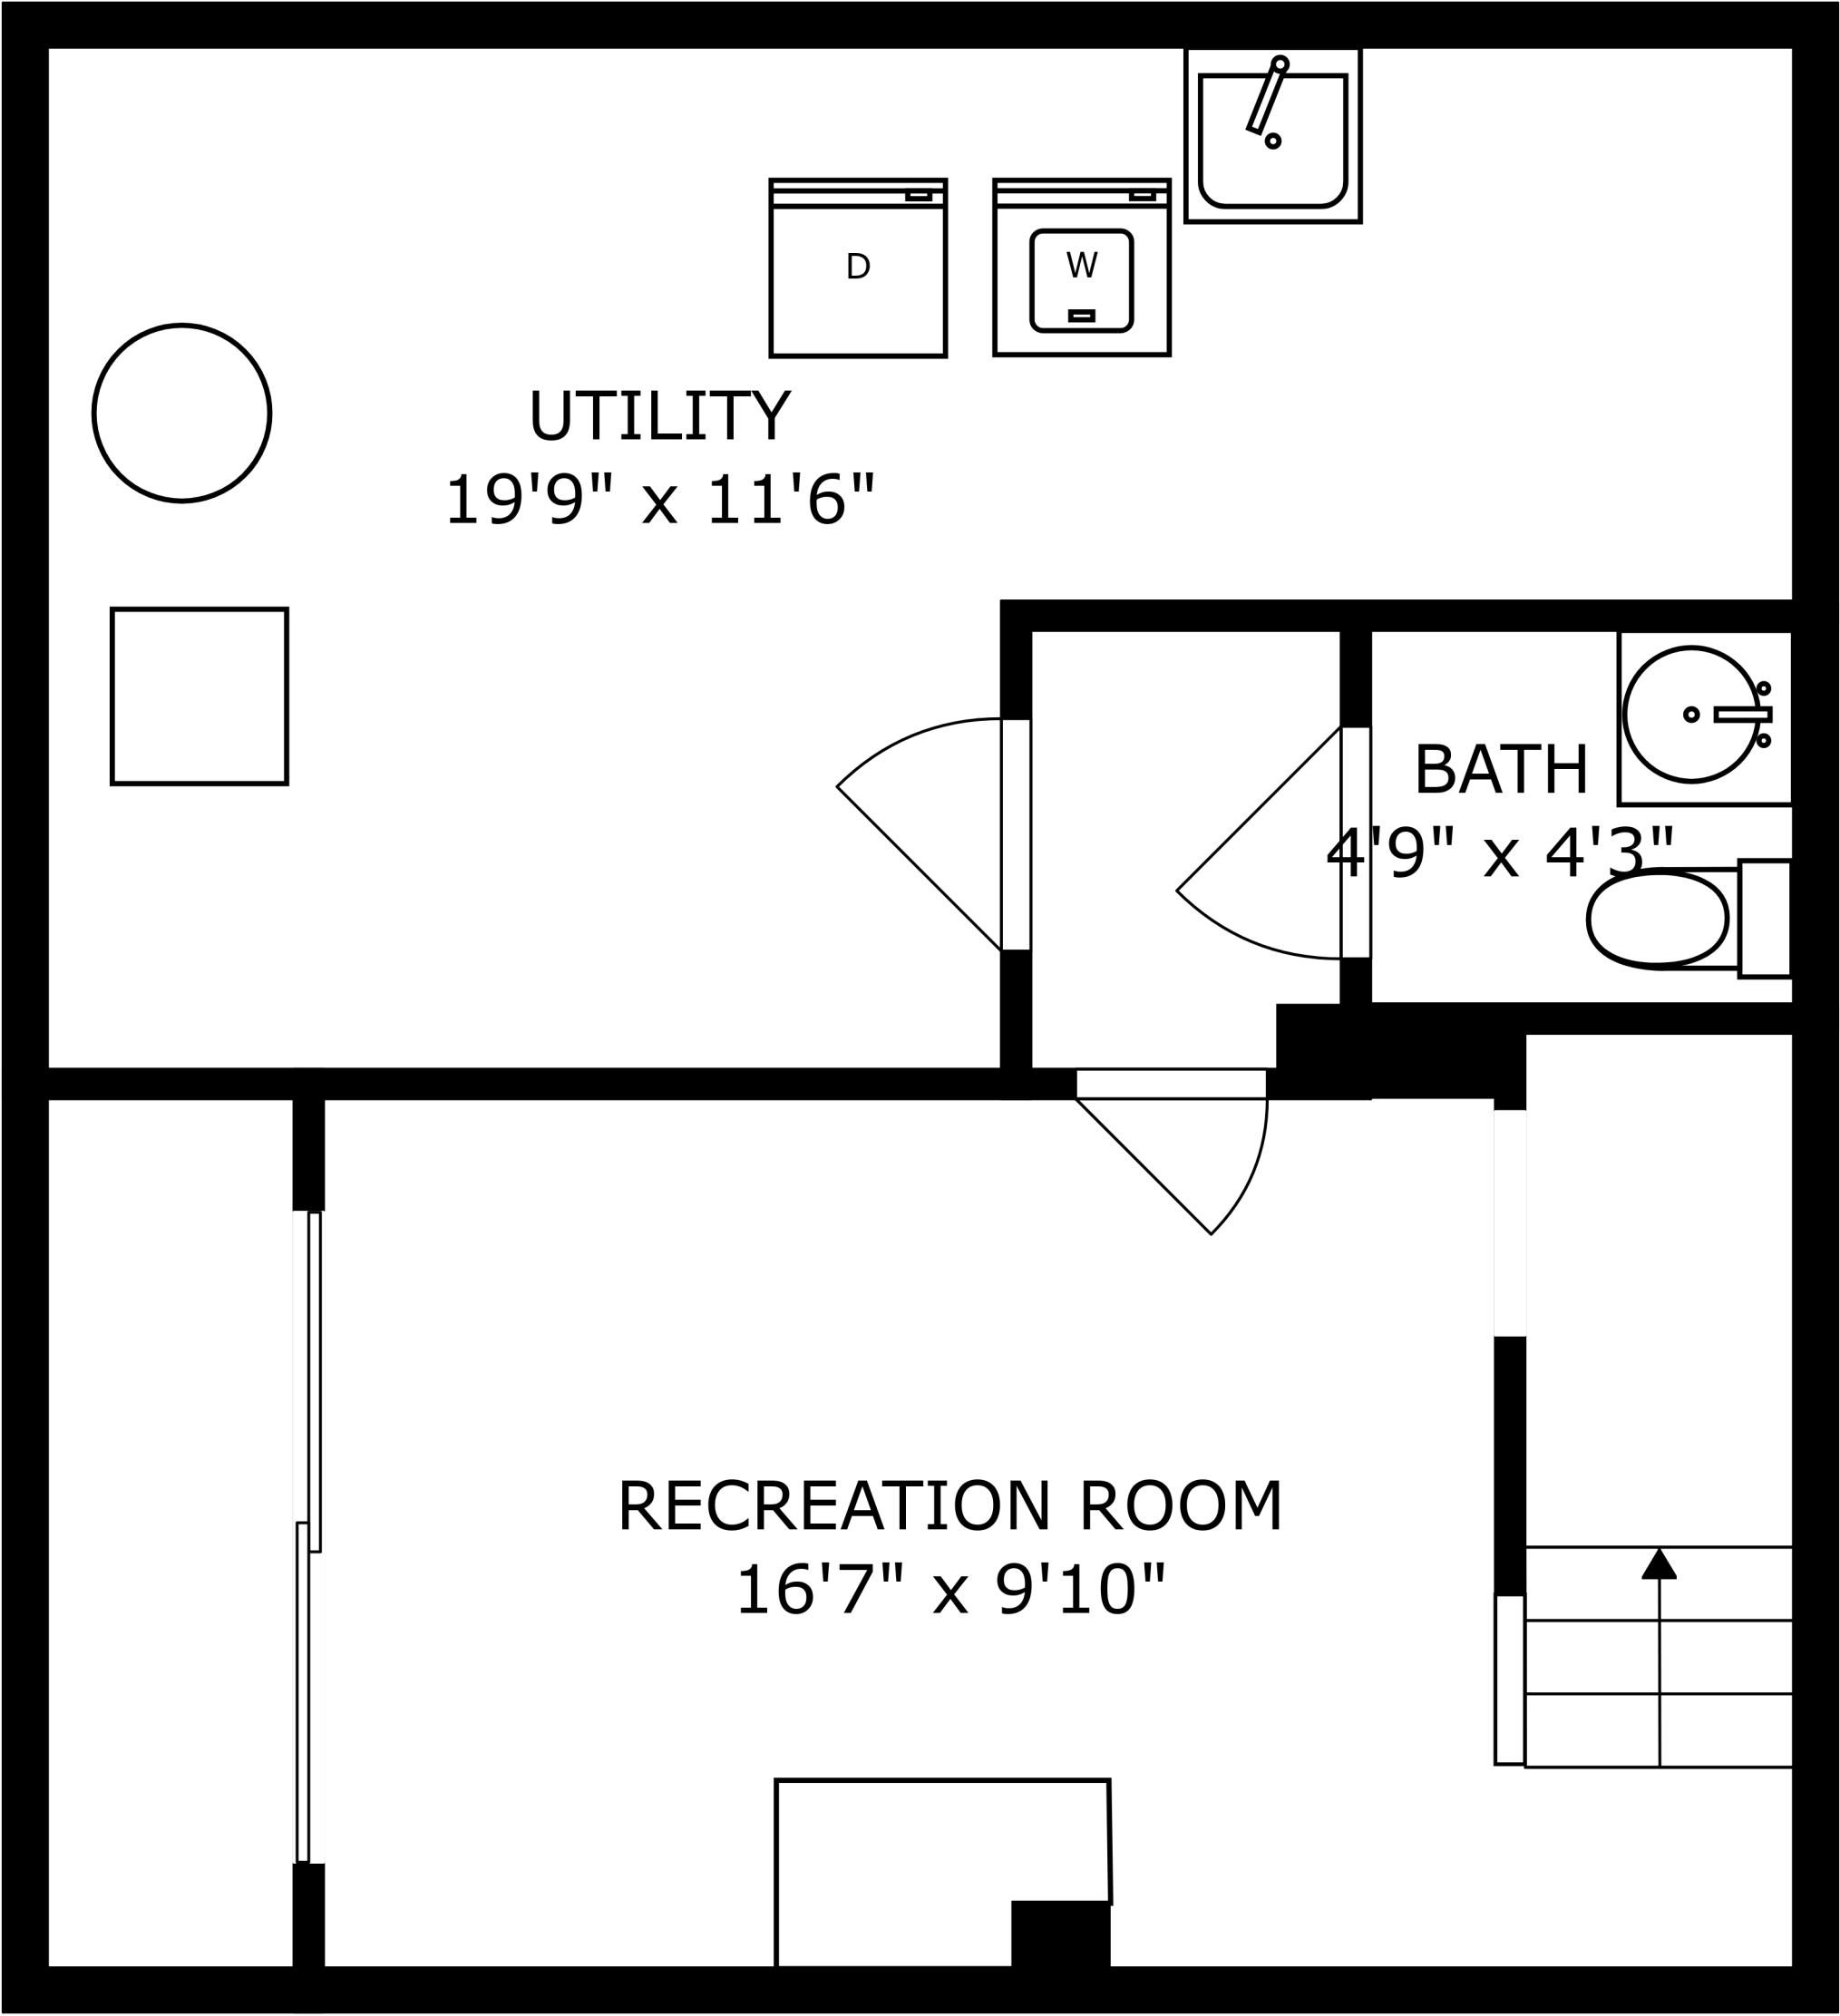 D
W
UTILITY
19'9" x 11'6"
BATH
4'9" x 4'3"
RECREATION ROOM
16'7" x 9'10"